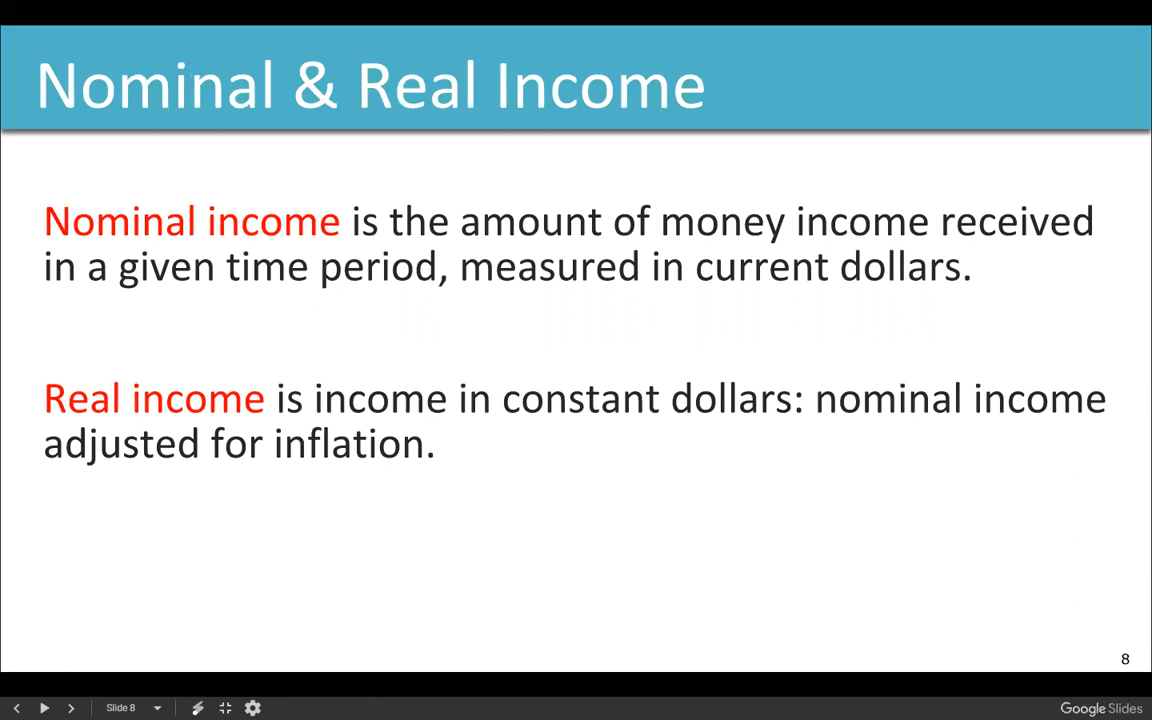 Nominal & Real Income
Nominal income is the amount of money income received
in a given time period, measured in current dollars.
Real income is income in constant dollars: nominal income
adjusted for inflation.
8
Slide 8
Google Slides